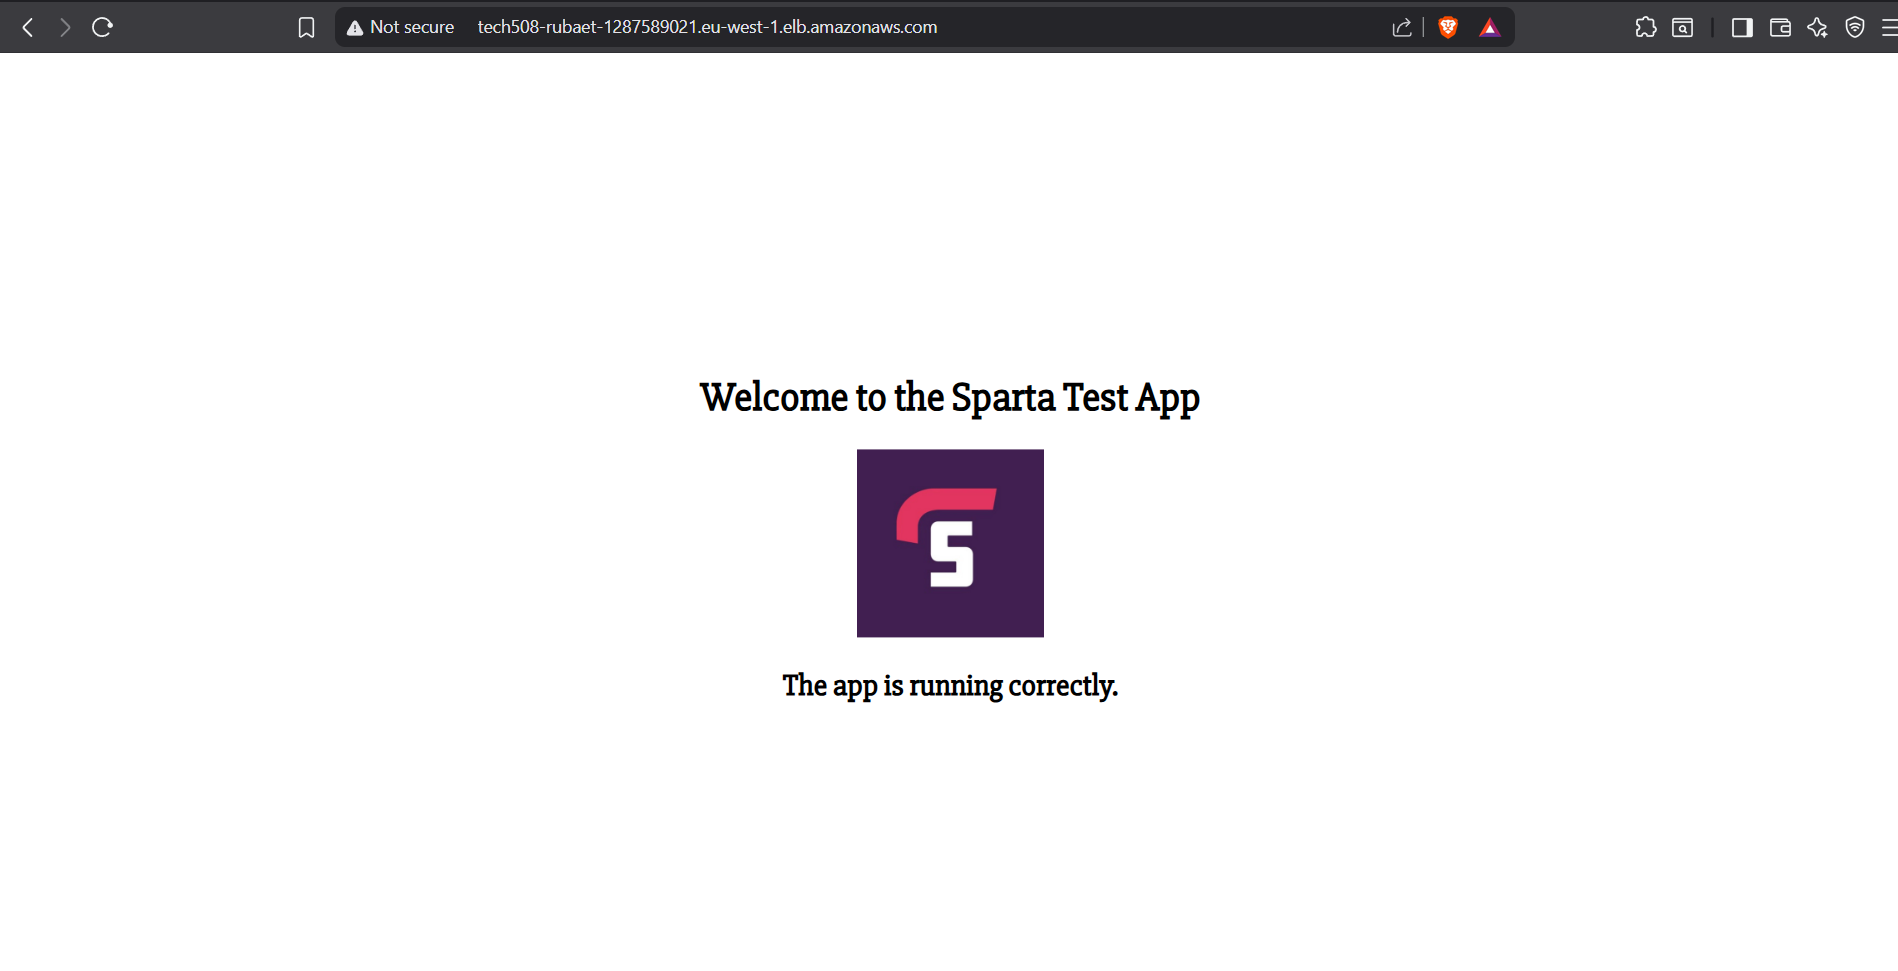 Not secure tech508-rubaet-1287589021.eu-west-1.elb.amazonaws.com
Welcome to the Sparta Test App
S
The app is running correctly.